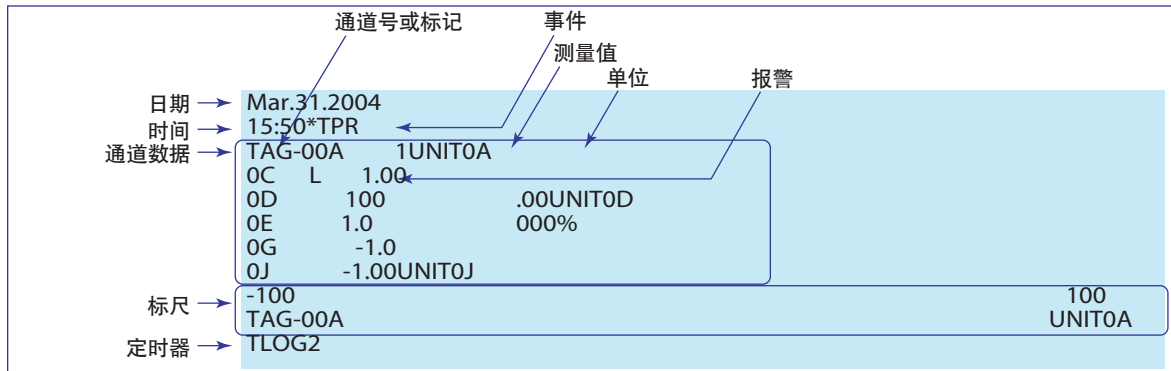 通道号或标记 事件
测量值
单位 报警
日期 Mar.31.2004
时间 15:50*TPR
通道数据 TAG-00A 1UNIT0A
0C L 1.00
0D 100 .00UNIT0D
0E 1.0 000%
0G -1.0
0J -1.00UNIT0J
标尺 -100 100
TAG-00A UNIT0A
定时器 TLOG2